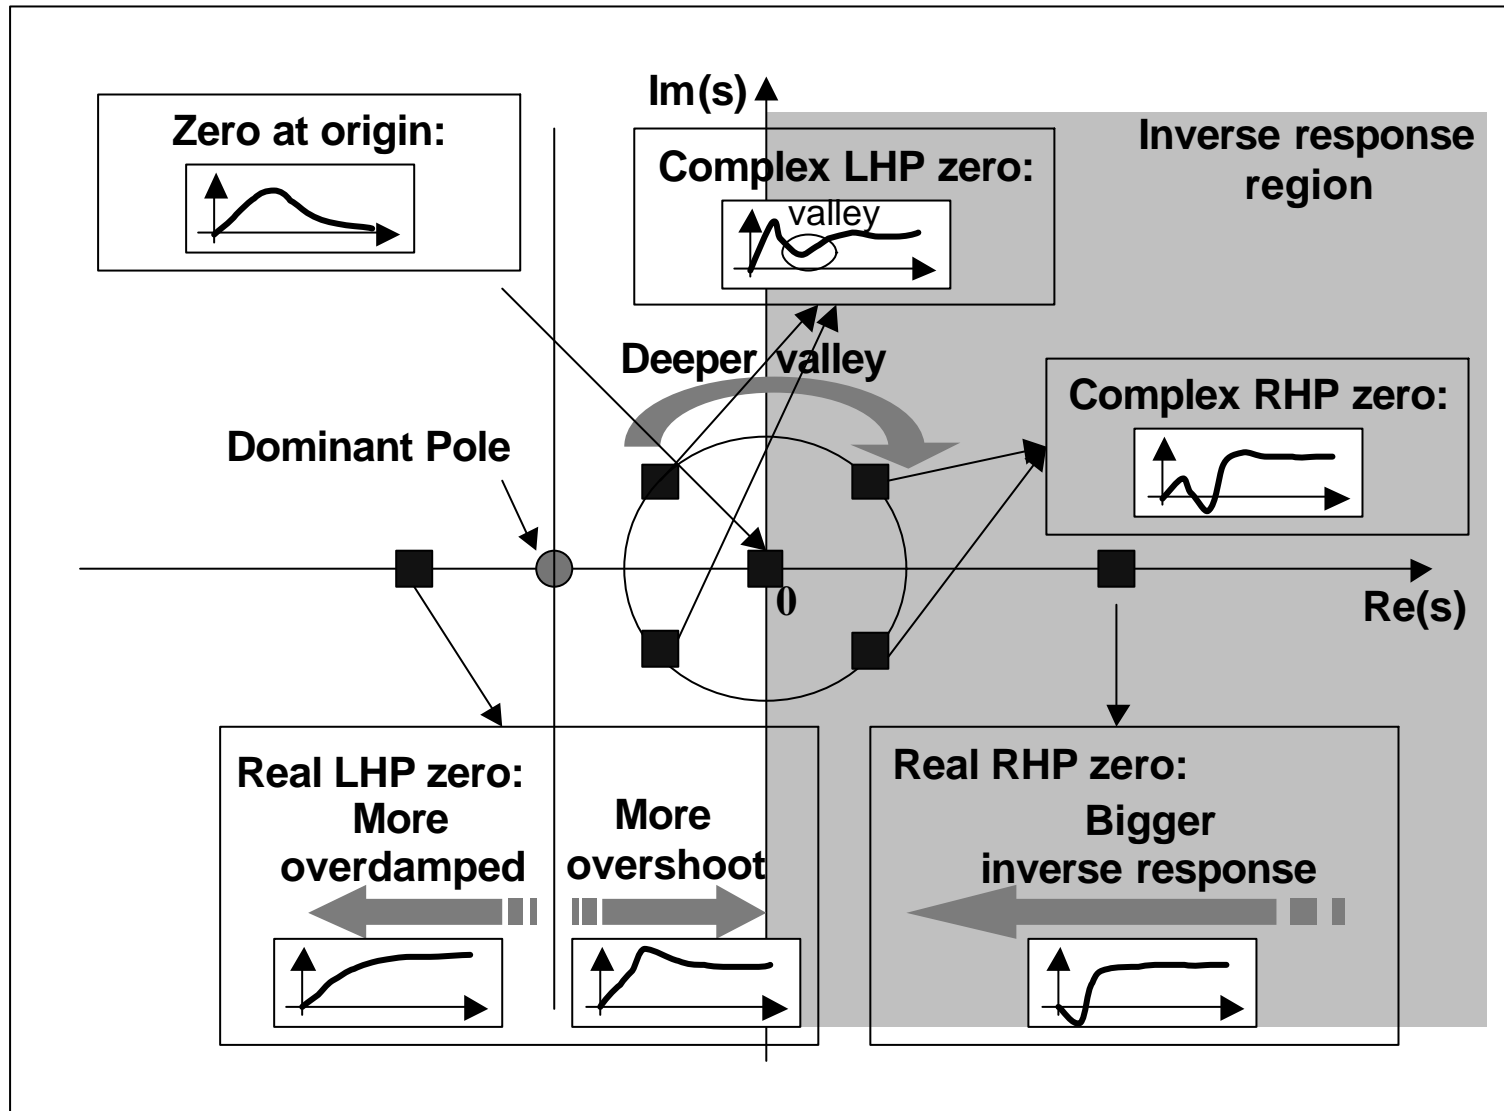 Im(s)
Zero at origin:
Complex LHP zero:
valley
Inverse response
region
Deeper valley
Complex RHP zero:
Dominant Pole
0
Re(s)
Real LHP zero:
More
overdamped
More
overshoot
Real RHP zero:
Bigger
inverse response